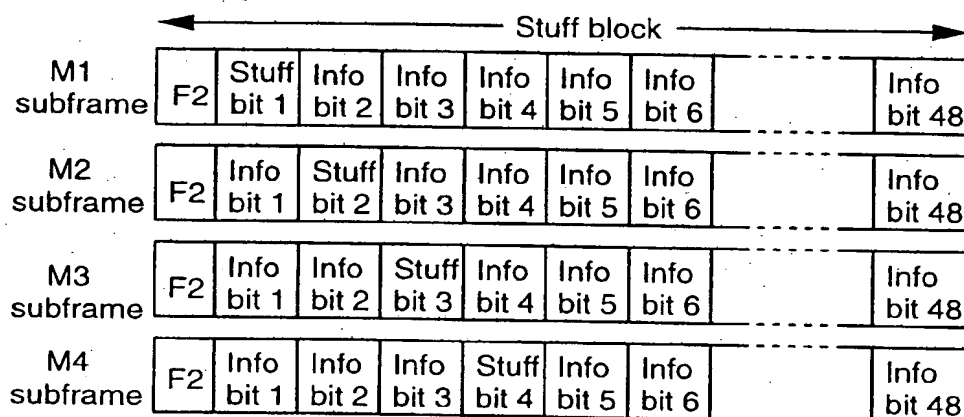 Stuff block
M1 subframe F2 Stuff bit 1 Info bit 2 Info bit 3 Info bit 4 Info bit 5 Info bit 6 Info bit 48
M2 subframe F2 Info bit 1 Stuff bit 2 Info bit 3 Info bit 4 Info bit 5 Info bit 6 Info bit 48
M3 subframe F2 Info bit 1 Info bit 2 Stuff bit 3 Info bit 4 Info bit 5 Info bit 6 Info bit 48
M4 subframe F2 Info bit 1 Info bit 2 Info bit 3 Stuff bit 4 Info bit 5 Info bit 6 Info bit 48